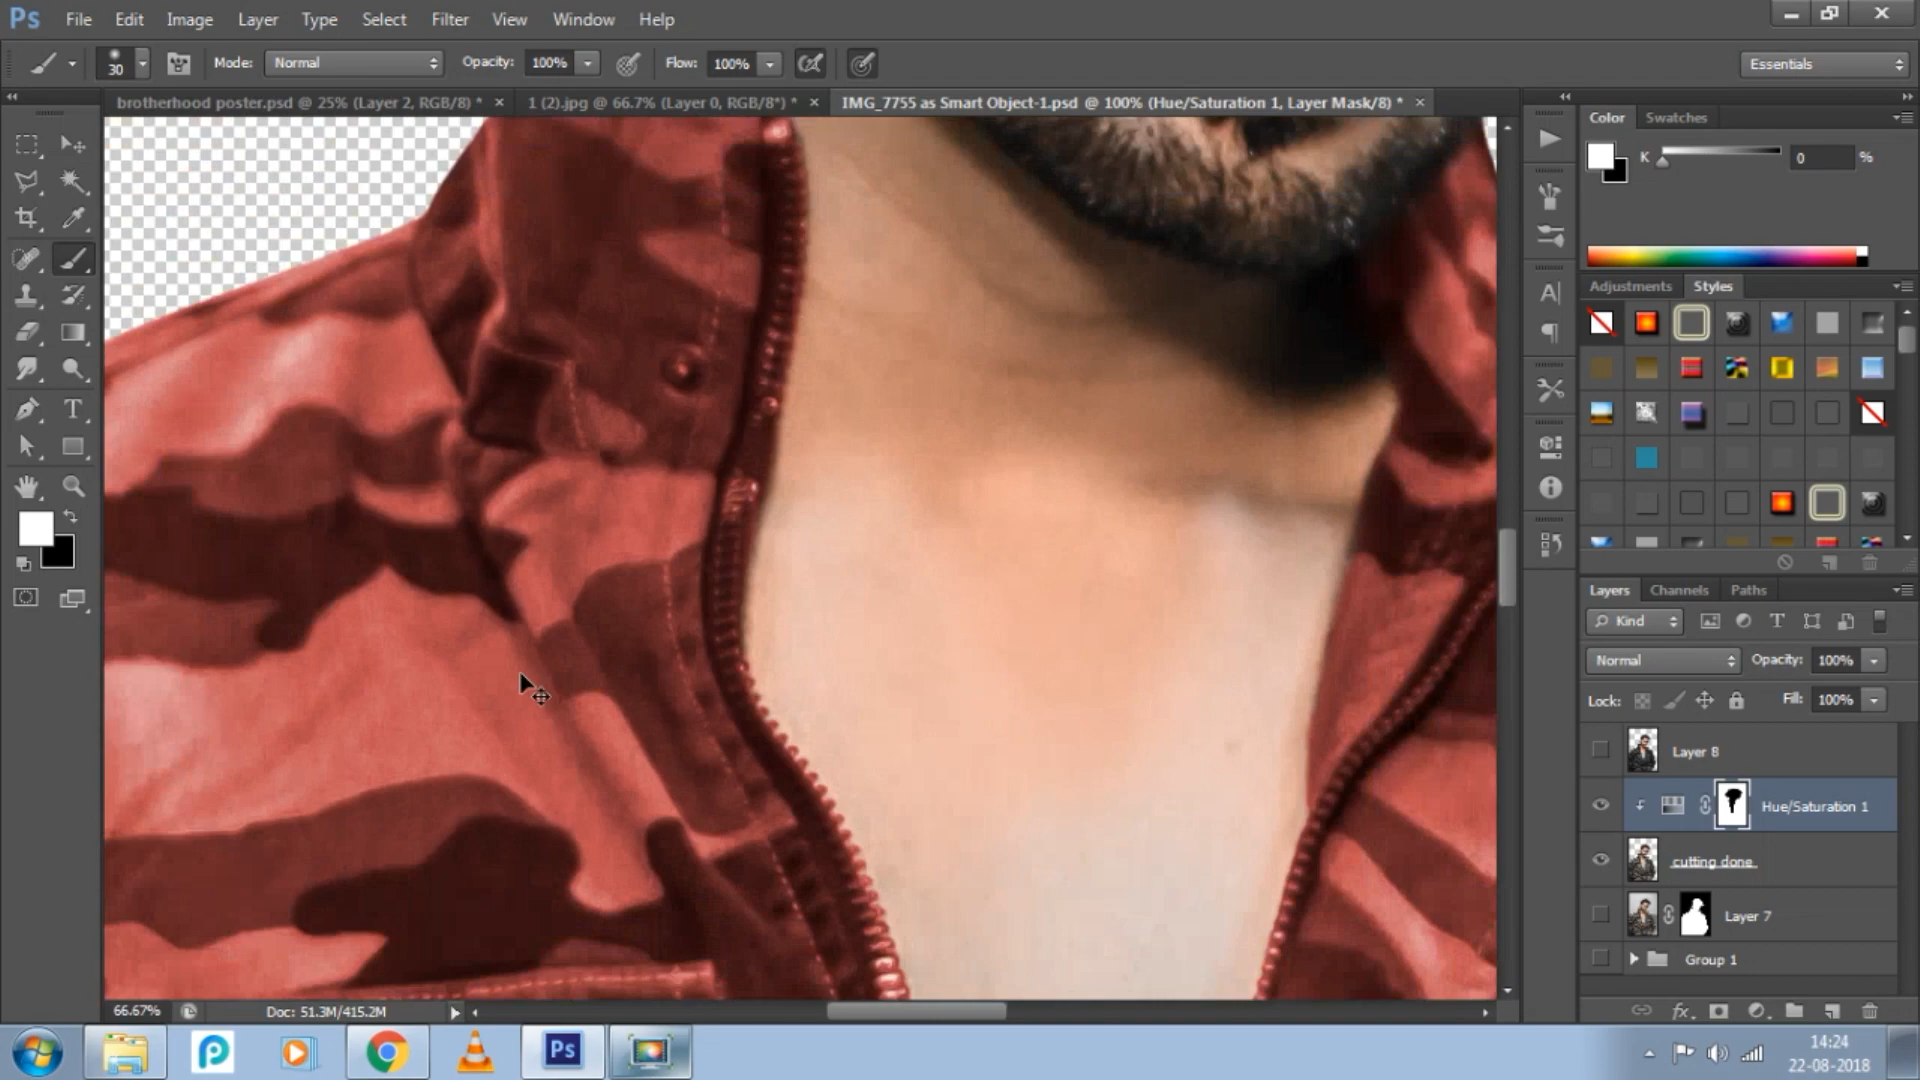 Ps File Edit Image Layer Type Select Filter View Window Help
30 Mode: Normal Opacity: 100% Flow: 100% Essentials
brotherhood poster.psd @ 25% (Layer 2, RGB/8) * × 1 (2).jpg @ 66.7% (Layer 0, RGB/8*) * × IMG_7755 as Smart Object-1.psd @ 100% (Hue/Saturation 1, Layer Mask/8) * ×
Color Swatches
K 0 %
Adjustments Styles
Layers Channels Paths
Kind
Normal Opacity: 100%
Lock: Fill: 100%
Layer 8
Hue/Saturation 1
cutting done
Layer 7
Group 1
66.67% Doc: 51.3M/415.2M
Ps
14:24
22-08-2018